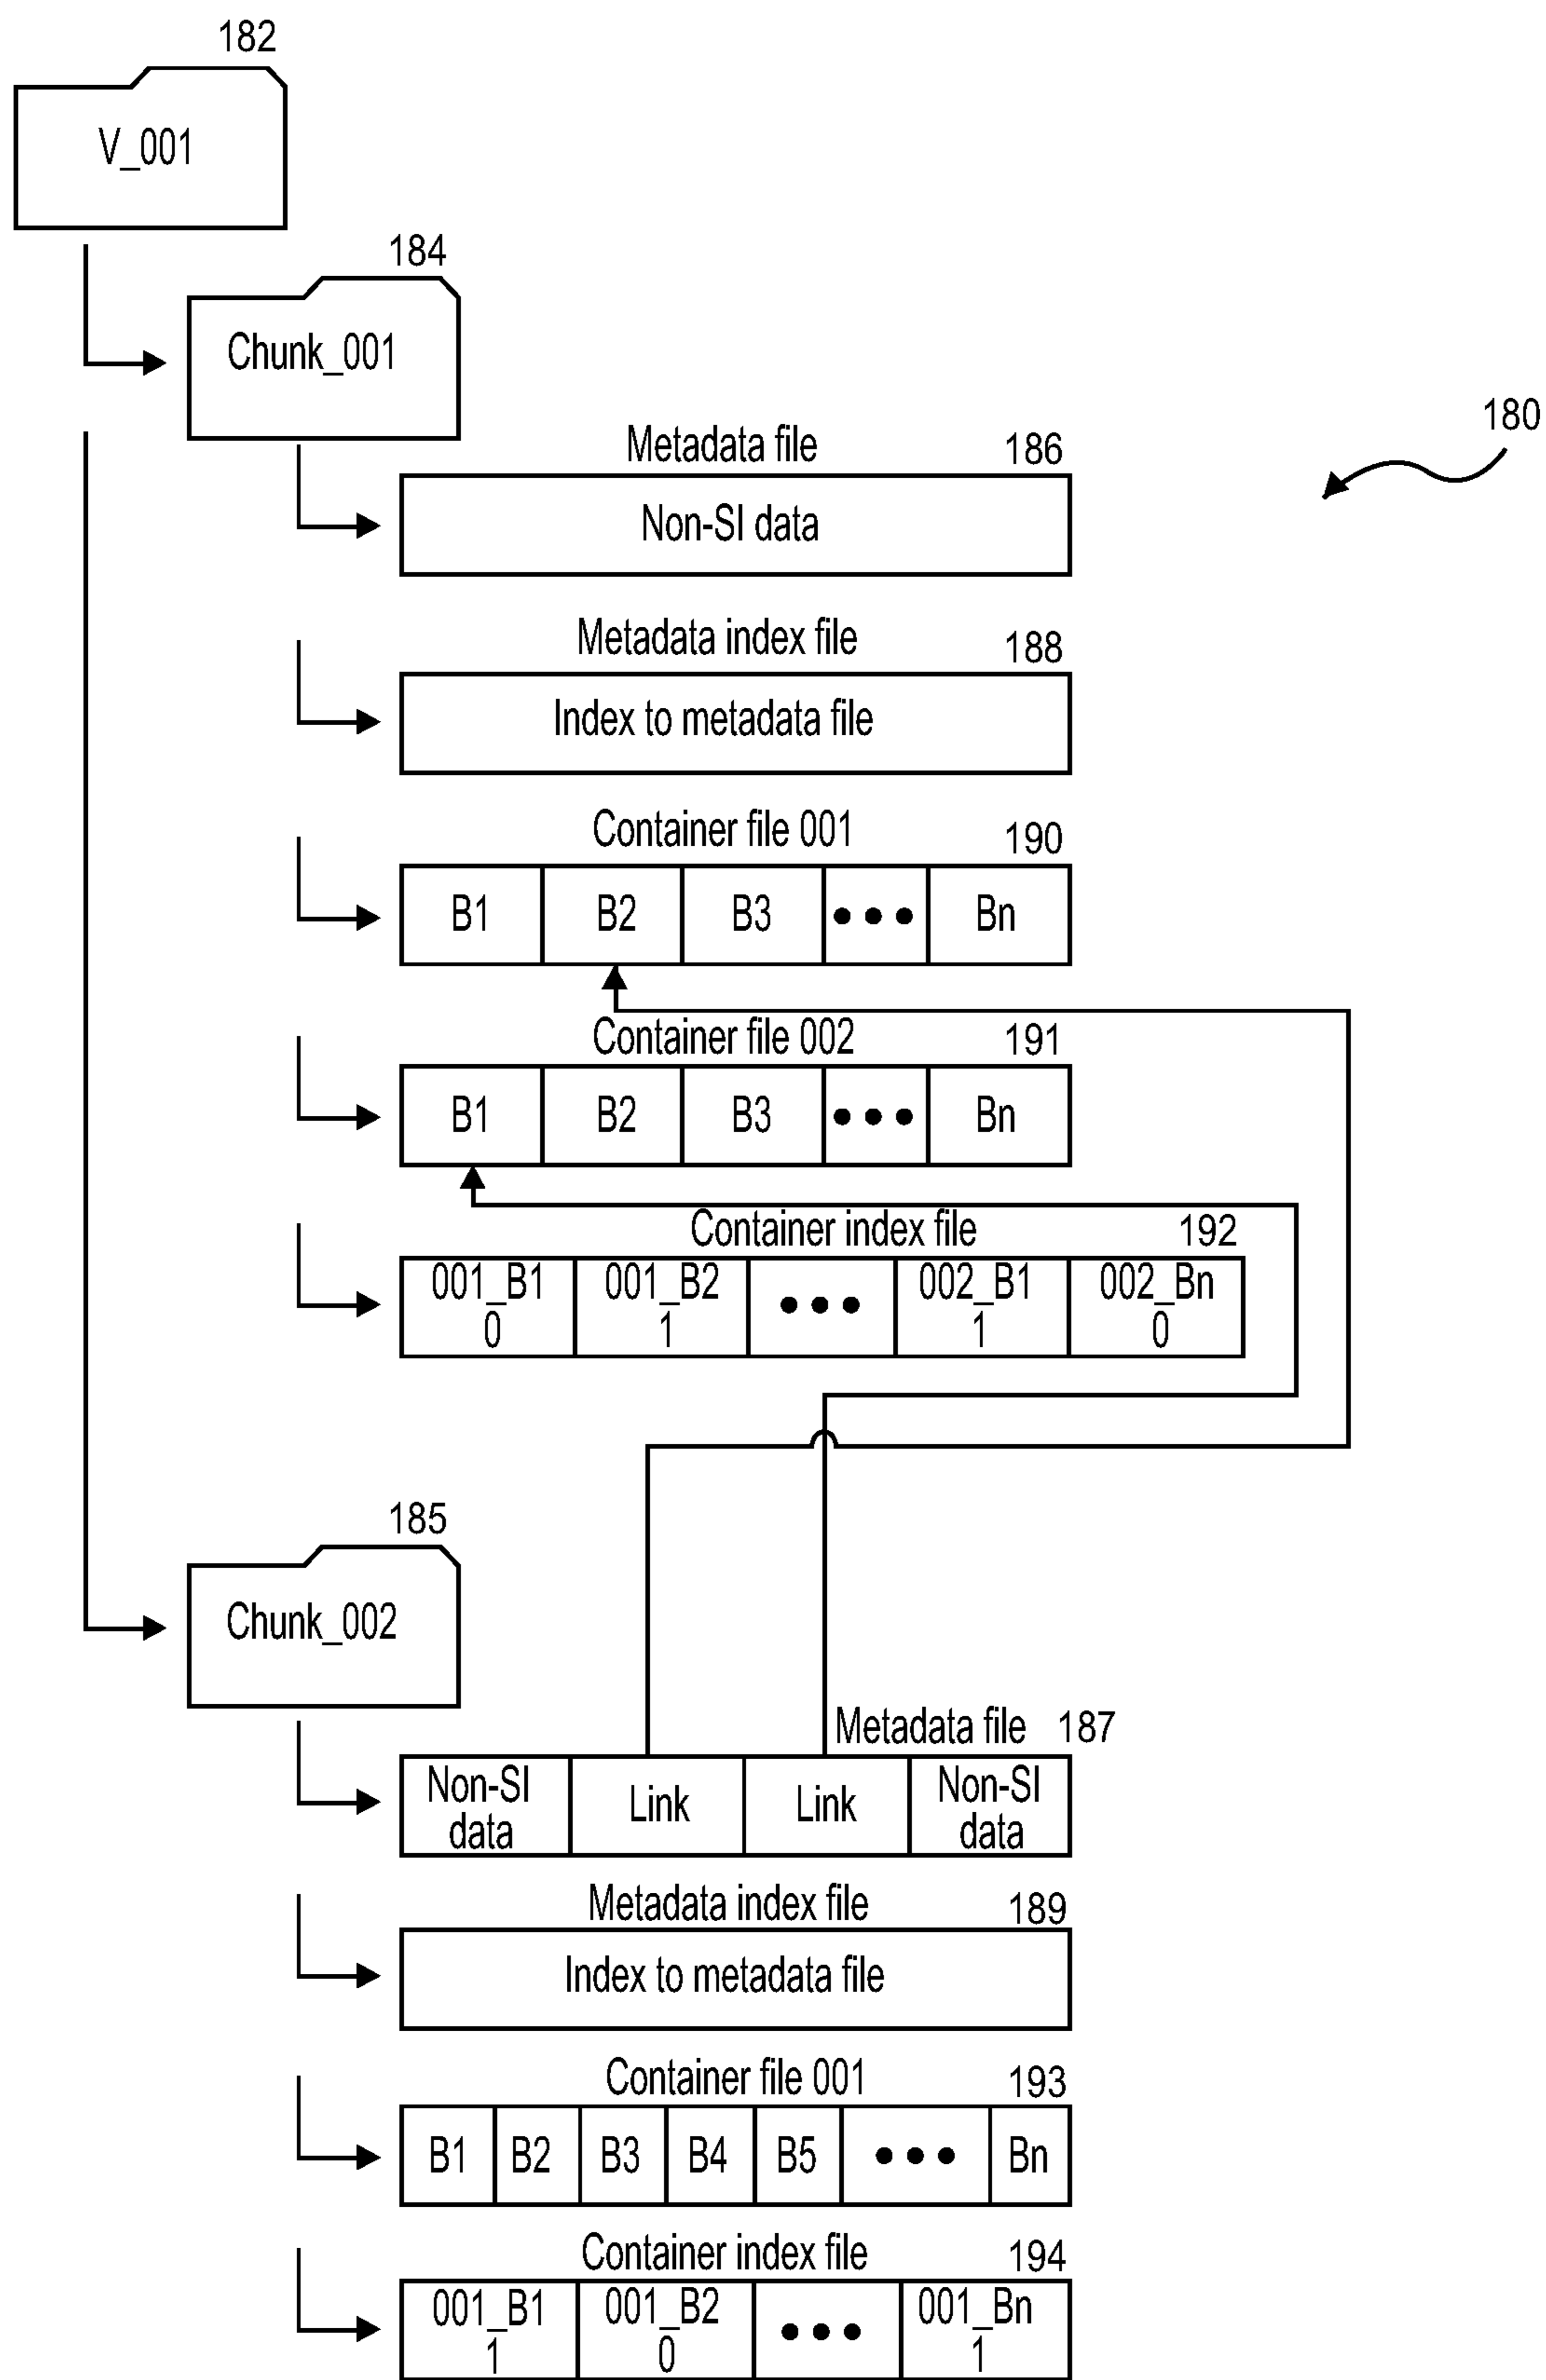 182
V_001
184
Chunk_001
180
Metadata file 186
Non-SI data
Metadata index file 188
Index to metadata file
Container file 001 190
B1 B2 B3 ••• Bn
Container file 002 191
B1 B2 B3 ••• Bn
Container index file 192
001_B1 001_B2 ••• 002_B1 002_Bn
0 1 1 0
185
Chunk_002
Metadata file 187
Non-SI data Link Link Non-SI data
Metadata index file 189
Index to metadata file
Container file 001 193
B1 B2 B3 B4 B5 ••• Bn
Container index file 194
001_B1 001_B2 ••• 001_Bn
1 0 1